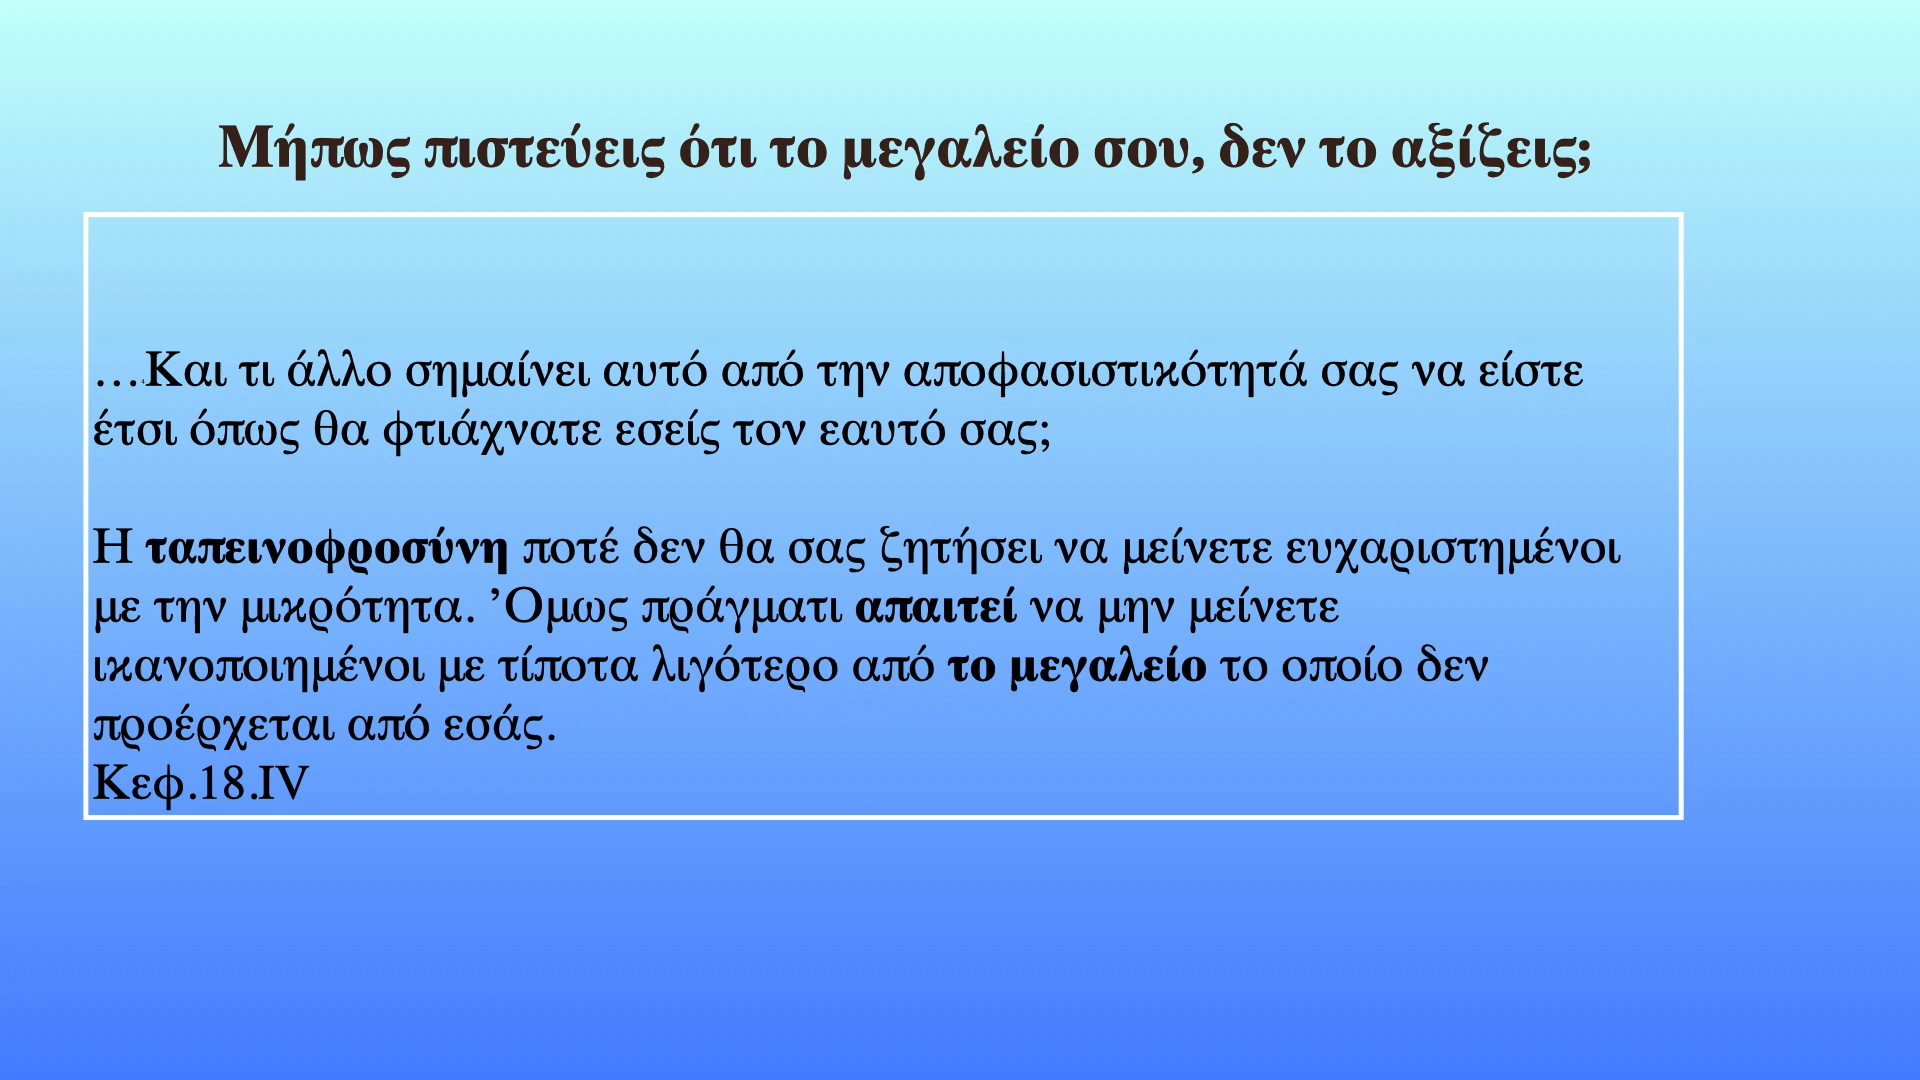 Μήπως πιστεύεις ότι το μεγαλείο σου, δεν το αξίζεις;
….Και τι άλλο σημαίνει αυτό από την αποφασιστικότητά σας να είστε
έτσι όπως θα φτιάχνατε εσείς τον εαυτό σας;
Η ταπεινοφροσύνη ποτέ δεν θα σας ζητήσει να μείνετε ευχαριστημένοι
με την μικρότητα. ’Ομως πράγματι απαιτεί να μην μείνετε
ικανοποιημένοι με τίποτα λιγότερο από το μεγαλείο το οποίο δεν
προέρχεται από εσάς.
Κεφ.18.IV